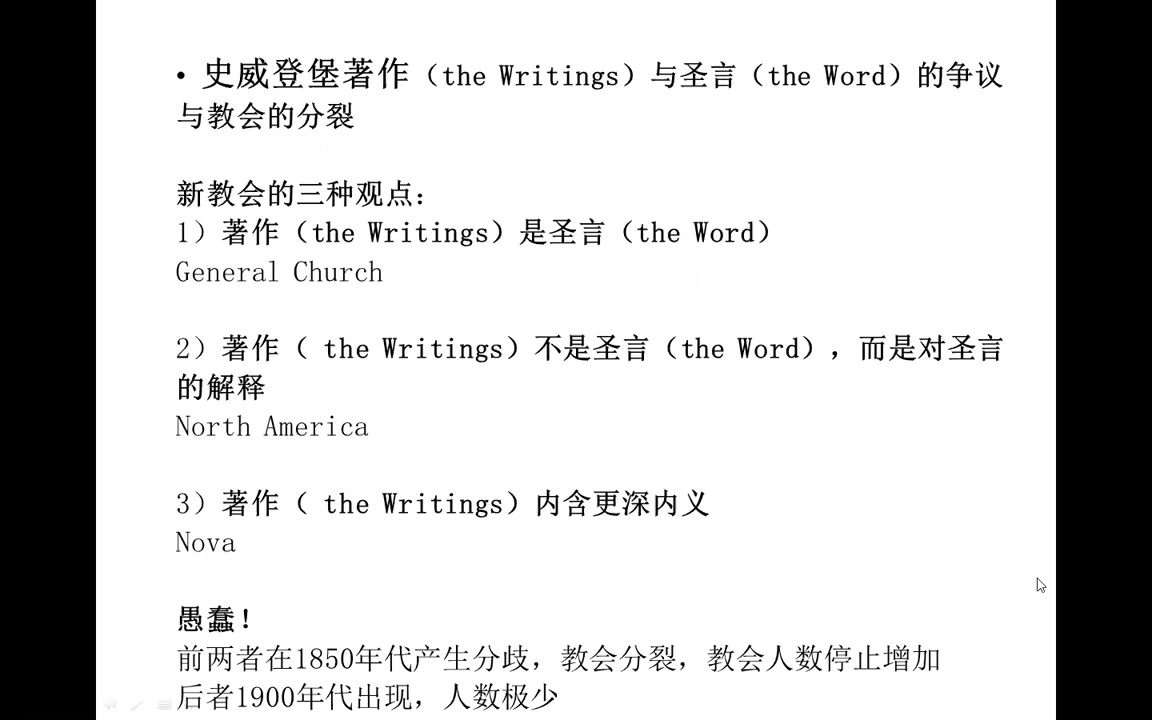 • 史威登堡著作（the Writings）与圣言（the Word）的争议
与教会的分裂
新教会的三种观点：
1）著作（the Writings）是圣言（the Word）
General Church
2）著作（ the Writings）不是圣言（the Word），而是对圣言
的解释
North America
3）著作（ the Writings）内含更深内义
Nova
愚蠢！
前两者在1850年代产生分歧，教会分裂，教会人数停止增加
后者1900年代出现，人数极少